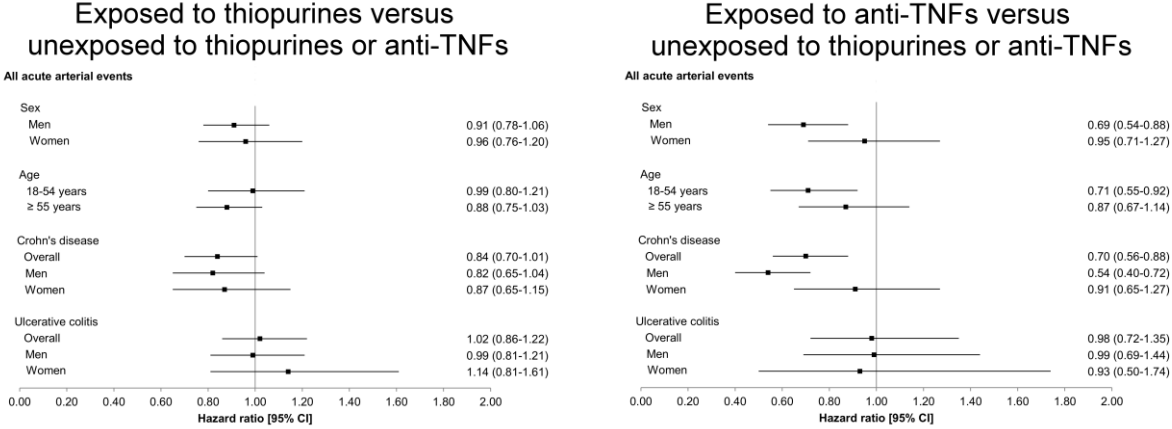 Exposed to thiopurines versus
unexposed to thiopurines or anti-TNFs
All acute arterial events
Sex
Men 0.91 (0.78-1.06)
Women 0.96 (0.76-1.20)
Age
18-54 years 0.99 (0.80-1.21)
≥ 55 years 0.88 (0.75-1.03)
Crohn's disease
Overall 0.84 (0.70-1.01)
Men 0.82 (0.65-1.04)
Women 0.87 (0.65-1.15)
Ulcerative colitis
Overall 1.02 (0.86-1.22)
Men 0.99 (0.81-1.21)
Women 1.14 (0.81-1.61)
0.00 0.20 0.40 0.60 0.80 1.00 1.20 1.40 1.60 1.80 2.00
Hazard ratio [95% CI]
Exposed to anti-TNFs versus
unexposed to thiopurines or anti-TNFs
All acute arterial events
Sex
Men 0.69 (0.54-0.88)
Women 0.95 (0.71-1.27)
Age
18-54 years 0.71 (0.55-0.92)
≥ 55 years 0.87 (0.67-1.14)
Crohn's disease
Overall 0.70 (0.56-0.88)
Men 0.54 (0.40-0.72)
Women 0.91 (0.65-1.27)
Ulcerative colitis
Overall 0.98 (0.72-1.35)
Men 0.99 (0.69-1.44)
Women 0.93 (0.50-1.74)
0.00 0.20 0.40 0.60 0.80 1.00 1.20 1.40 1.60 1.80 2.00
Hazard ratio [95% CI]